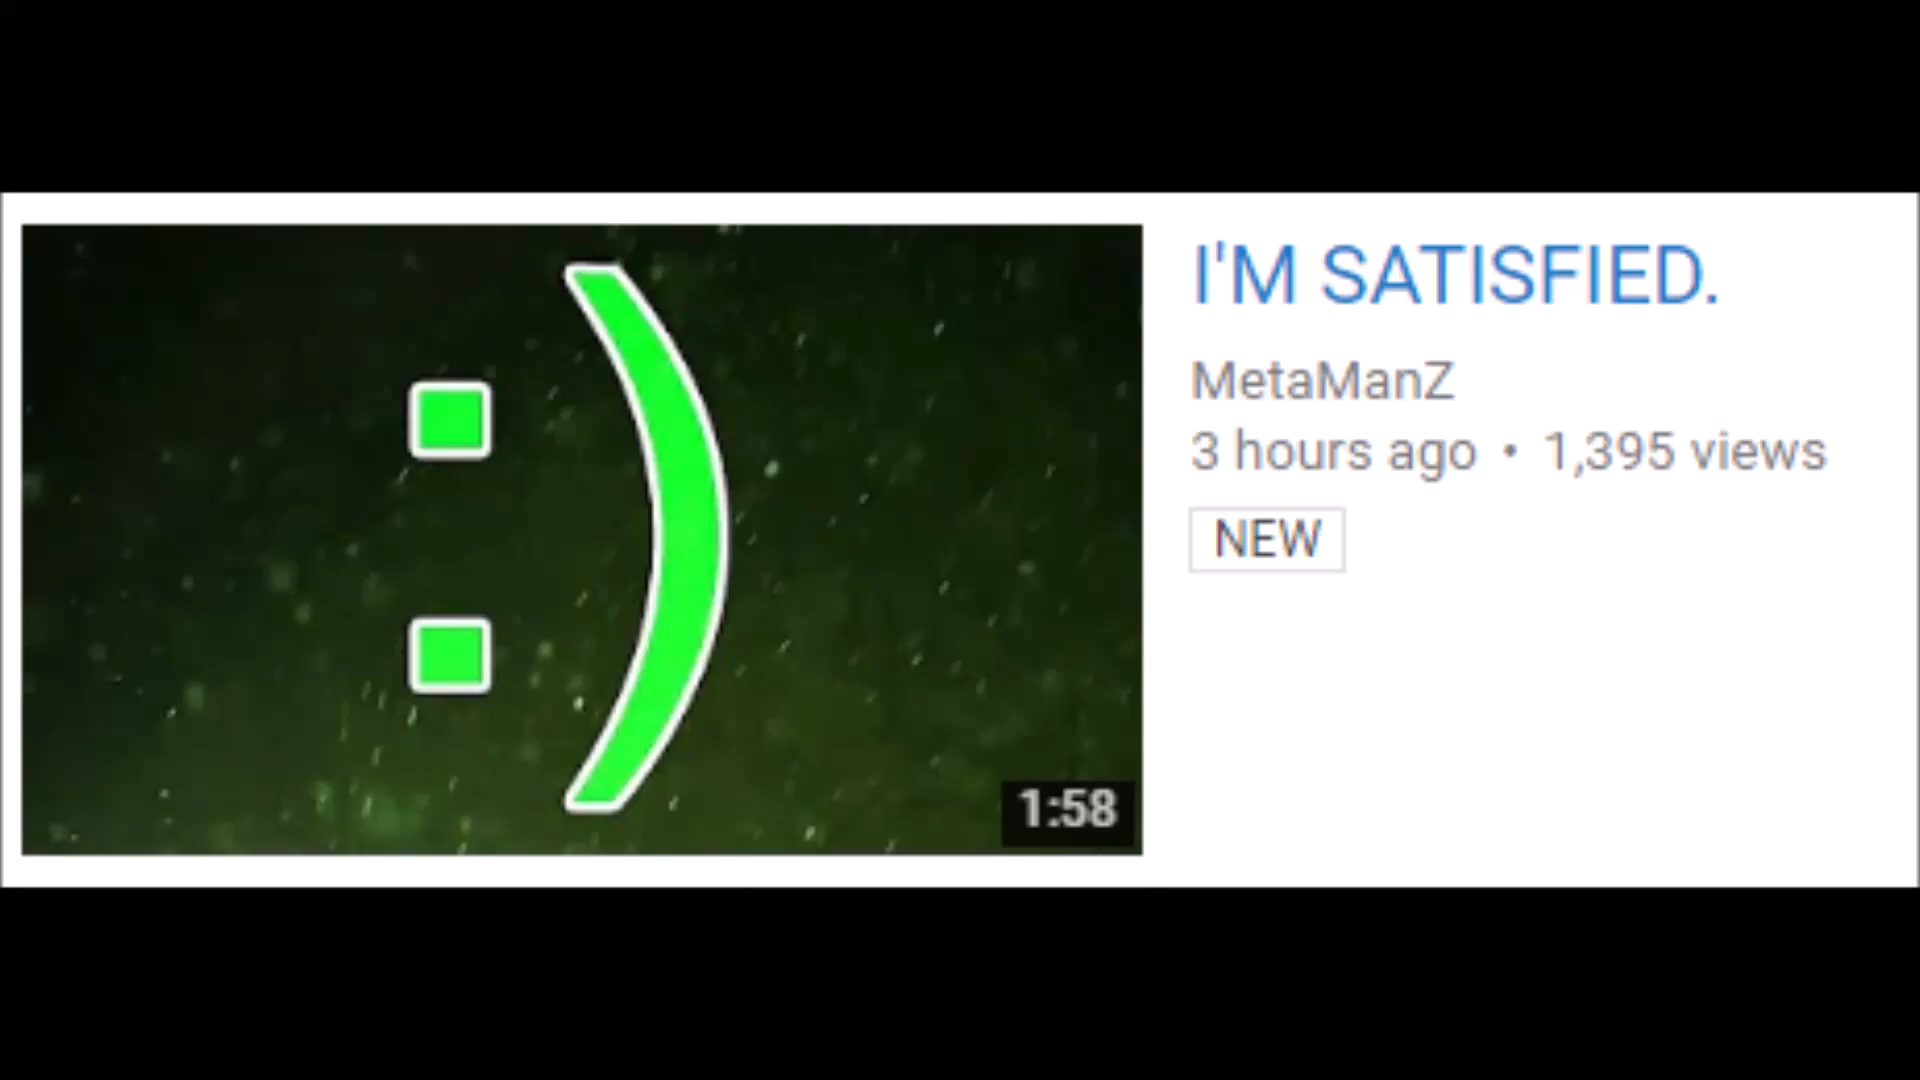 :)
1:58
I'M SATISFIED.
MetaManZ
3 hours ago • 1,395 views
NEW